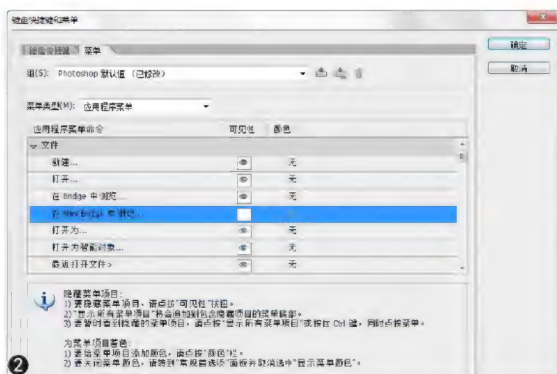 键盘快捷键和菜单
键盘快捷键 菜单
确定
组(S): Photoshop 默认值 (已修改)
取消
菜单类型(M): 应用程序菜单
应用程序菜单命令 可见性 颜色
文件
新建... 无
打开... 无
在 Bridge 中浏览... 无
在 Mini Bridge 中浏览...
打开为... 无
打开为智能对象... 无
最近打开文件> 无
隐藏菜单项目:
1) 要隐藏菜单项目，请点按“可见性”按钮。
2)“显示所有菜单项目”将会追加到包含隐藏项目的菜单底部。
3) 要暂时看到隐藏的菜单项目，请点按“显示所有菜单项目”或按住 Ctrl 键，同时点按菜单。
为菜单项目着色:
1) 要给菜单项目添加颜色，请点按“颜色”栏。
2) 要关闭菜单颜色，请转到“常规首选项”面板并取消选中“显示菜单颜色”。
2